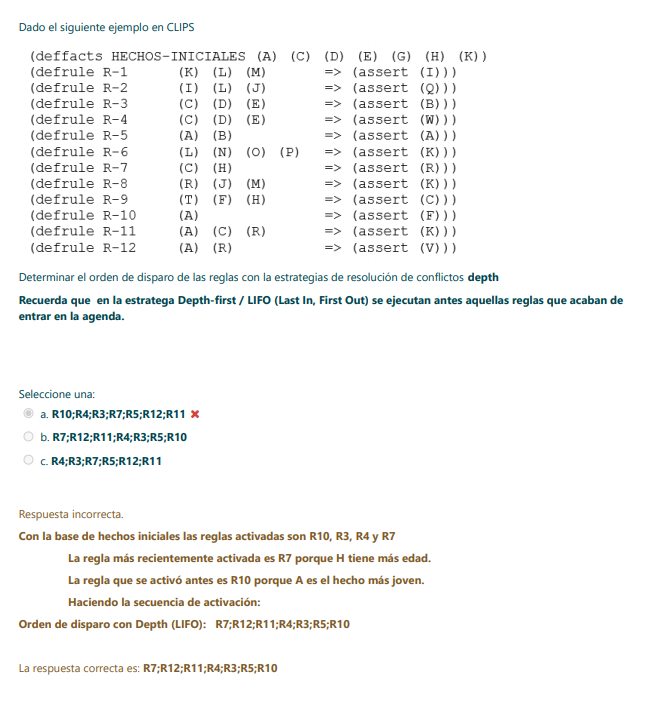 Dado el siguiente ejemplo en CLIPS
(deffacts HECHOS-INICIALES (A) (C) (D) (E) (G) (H) (K))
(defrule R-1 (K) (L) (M) => (assert (I)))
(defrule R-2 (I) (L) (J) => (assert (Q)))
(defrule R-3 (C) (D) (E) => (assert (B)))
(defrule R-4 (C) (D) (E) => (assert (W)))
(defrule R-5 (A) (B) => (assert (A)))
(defrule R-6 (L) (N) (O) (P) => (assert (K)))
(defrule R-7 (C) (H) => (assert (R)))
(defrule R-8 (R) (J) (M) => (assert (K)))
(defrule R-9 (T) (F) (H) => (assert (C)))
(defrule R-10 (A) => (assert (F)))
(defrule R-11 (A) (C) (R) => (assert (K)))
(defrule R-12 (A) (R) => (assert (V)))
Determinar el orden de disparo de las reglas con la estrategias de resolución de conflictos depth
Recuerda que en la estratega Depth-first / LIFO (Last In, First Out) se ejecutan antes aquellas reglas que acaban de
entrar en la agenda.
Seleccione una:
a. R10;R4;R3;R7;R5;R12;R11 ✖
b. R7;R12;R11;R4;R3;R5;R10
c. R4;R3;R7;R5;R12;R11
Respuesta incorrecta.
Con la base de hechos iniciales las reglas activadas son R10, R3, R4 y R7
La regla más recientemente activada es R7 porque H tiene más edad.
La regla que se activó antes es R10 porque A es el hecho más joven.
Haciendo la secuencia de activación:
Orden de disparo con Depth (LIFO): R7;R12;R11;R4;R3;R5;R10
La respuesta correcta es: R7;R12;R11;R4;R3;R5;R10